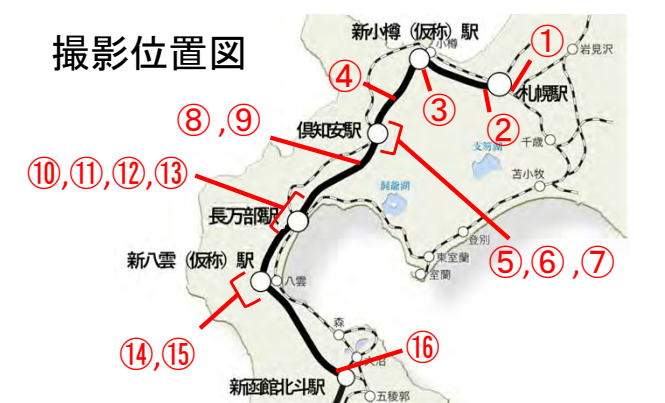 撮影位置図
新小樽（仮称）駅
小樽
①
岩見沢
④
③
②
札幌駅
⑧,⑨
倶知安駅
支笏湖
千歳
⑩,⑪,⑫,⑬
洞爺湖
苫小牧
長万部駅
登別
東室蘭
室蘭
⑤,⑥,⑦
新八雲（仮称）駅
八雲
⑭,⑮
森
⑯
大沼
新函館北斗駅
五稜郭